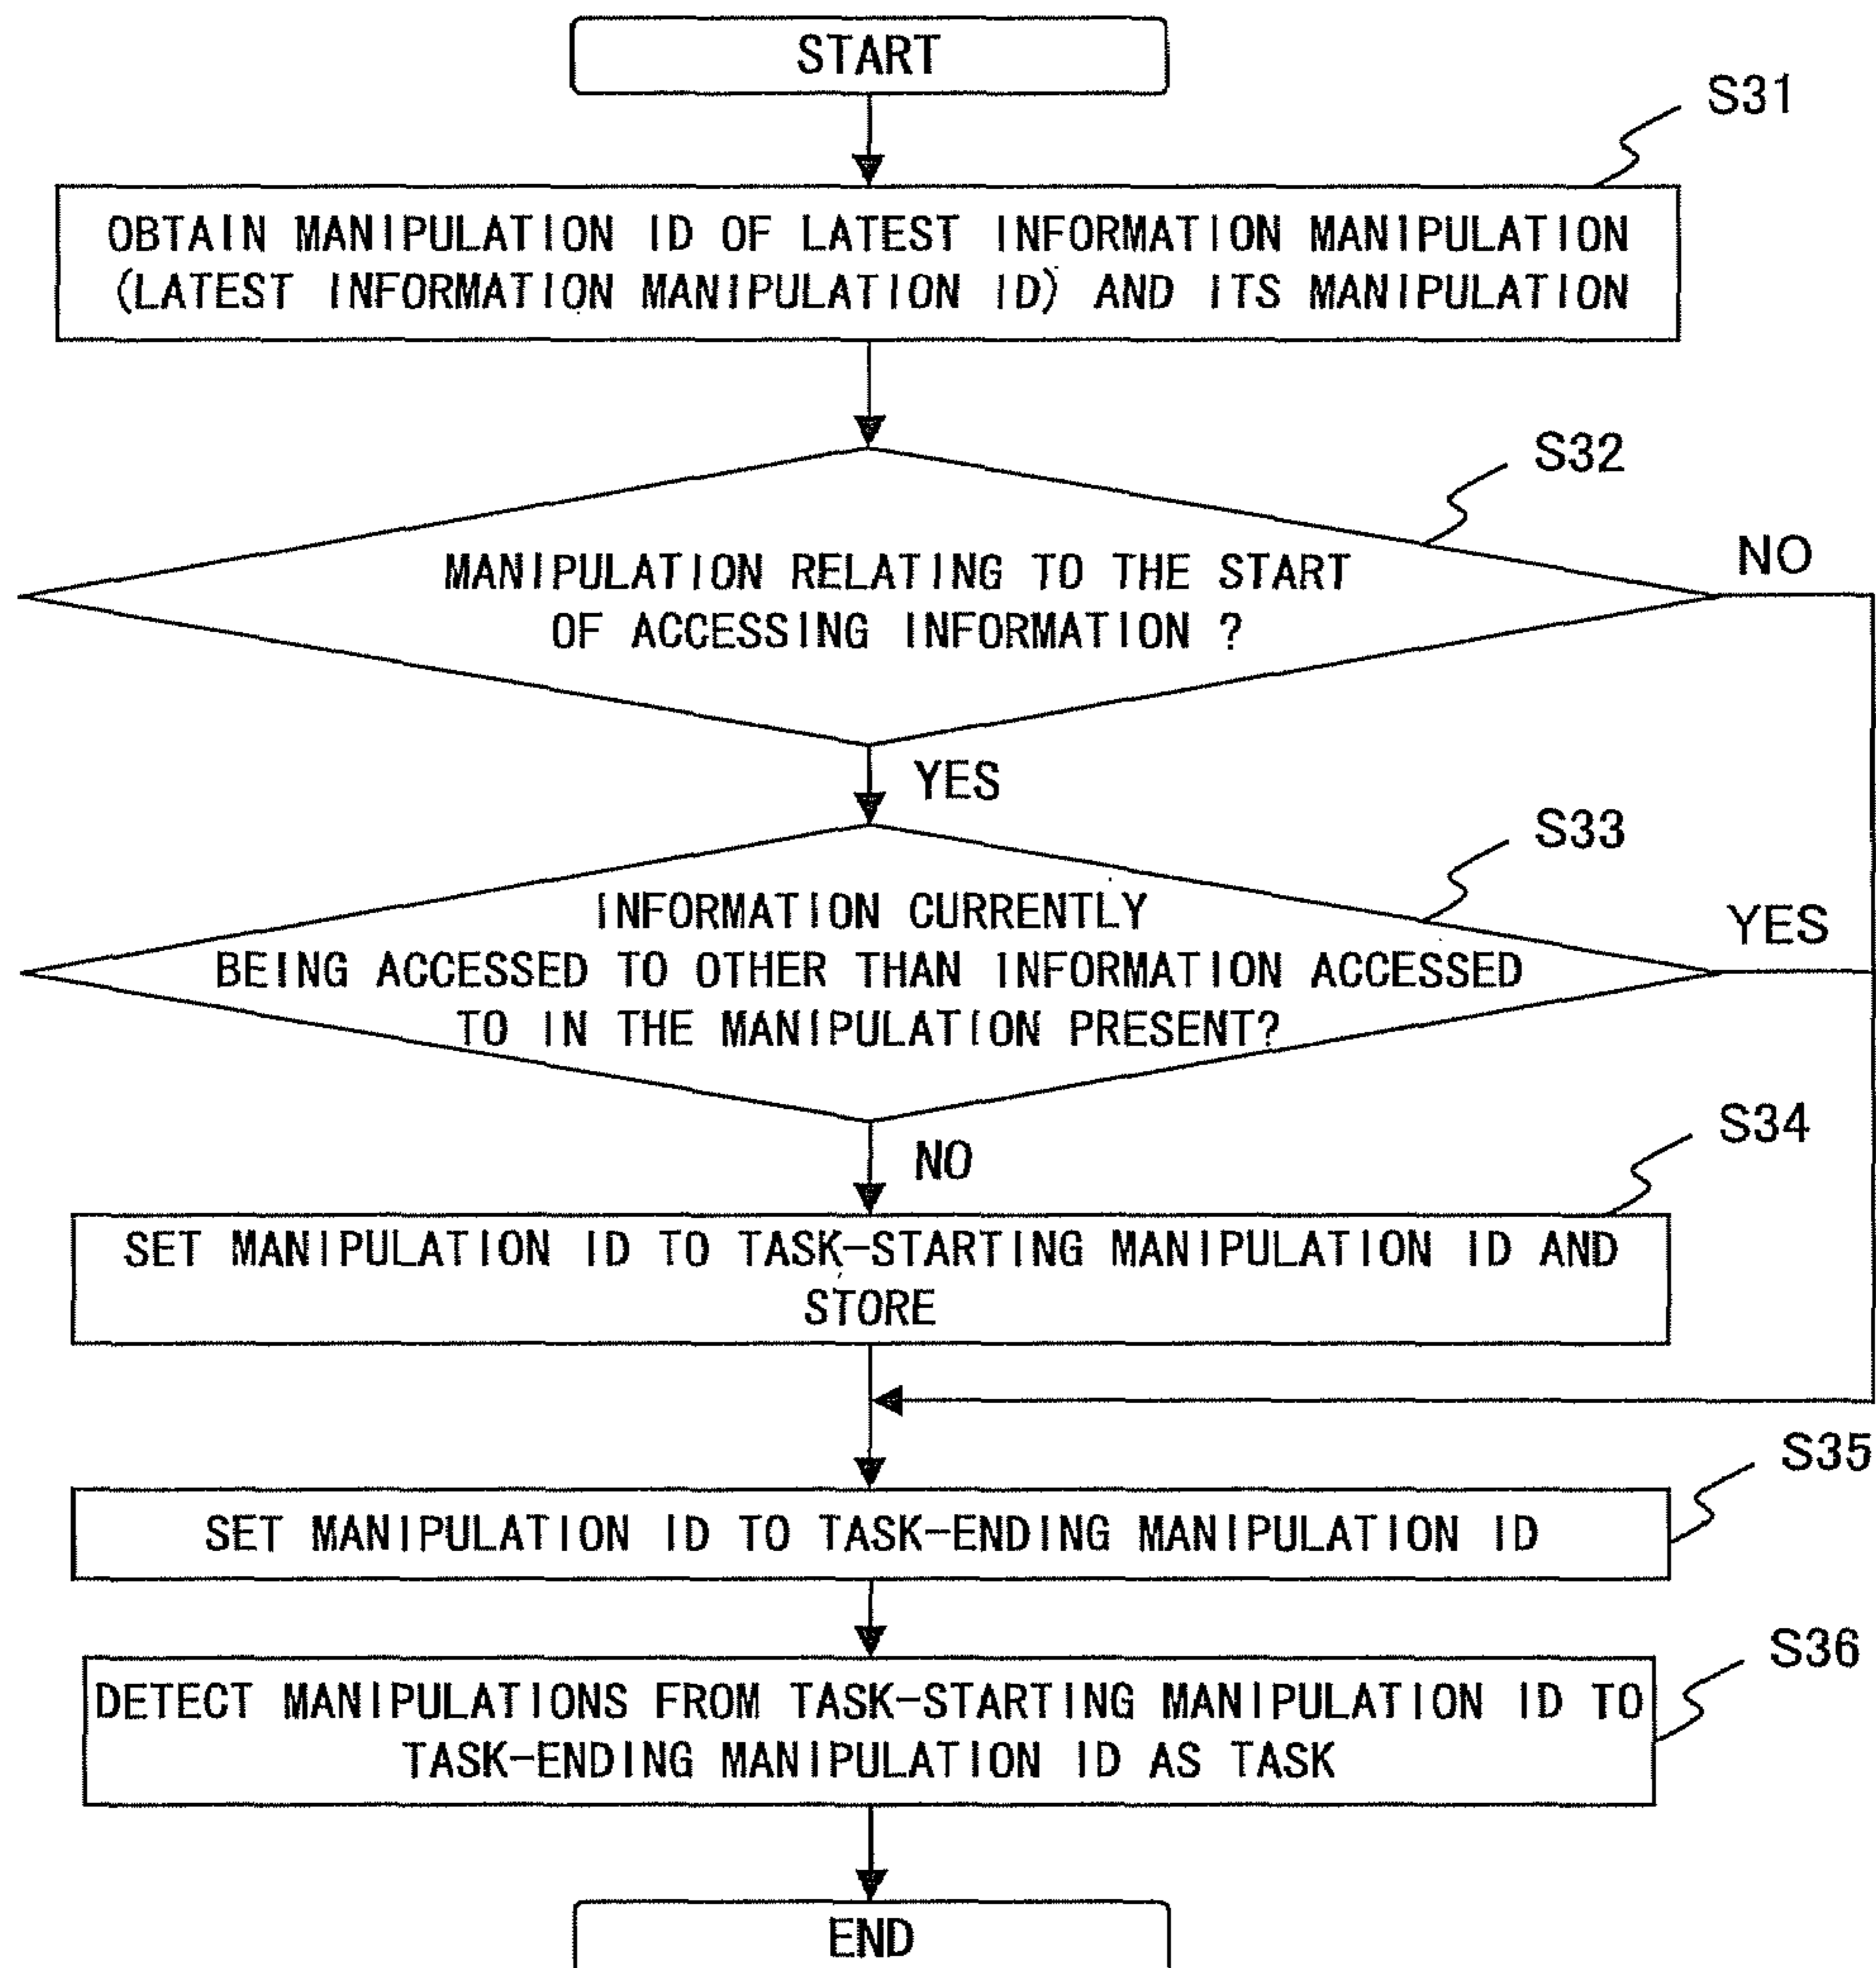 START
S31
OBTAIN MANIPULATION ID OF LATEST INFORMATION MANIPULATION
(LATEST INFORMATION MANIPULATION ID) AND ITS MANIPULATION
S32
MANIPULATION RELATING TO THE START
OF ACCESSING INFORMATION ?
NO
YES
S33
INFORMATION CURRENTLY
BEING ACCESSED TO OTHER THAN INFORMATION ACCESSED
TO IN THE MANIPULATION PRESENT?
YES
NO
S34
SET MANIPULATION ID TO TASK-STARTING MANIPULATION ID AND
STORE
S35
SET MANIPULATION ID TO TASK-ENDING MANIPULATION ID
S36
DETECT MANIPULATIONS FROM TASK-STARTING MANIPULATION ID TO
TASK-ENDING MANIPULATION ID AS TASK
END